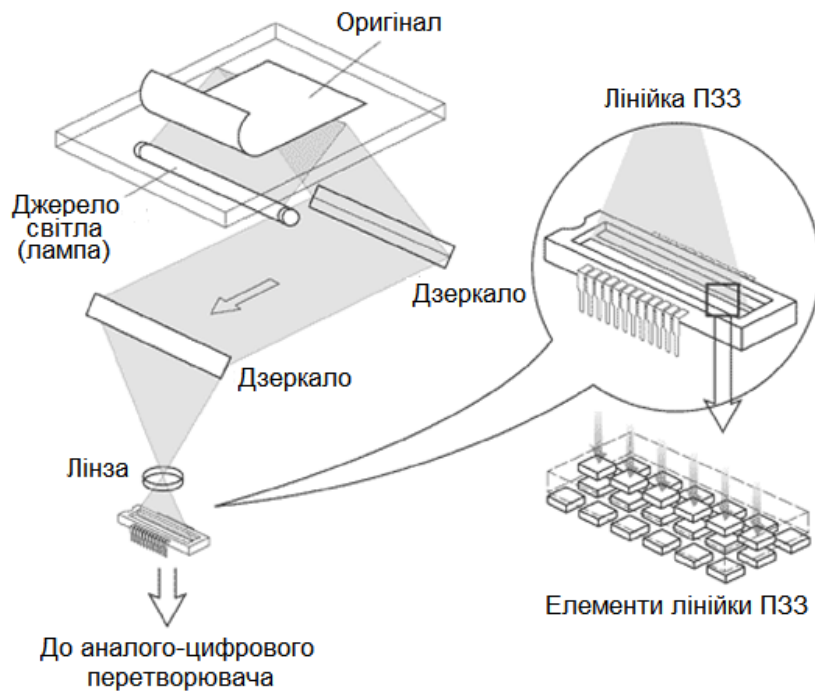 Оригінал
Лінійка ПЗЗ
Джерело
світла
(лампа)
Дзеркало
Дзеркало
Лінза
Елементи лінійки ПЗЗ
До аналого-цифрового
перетворювача